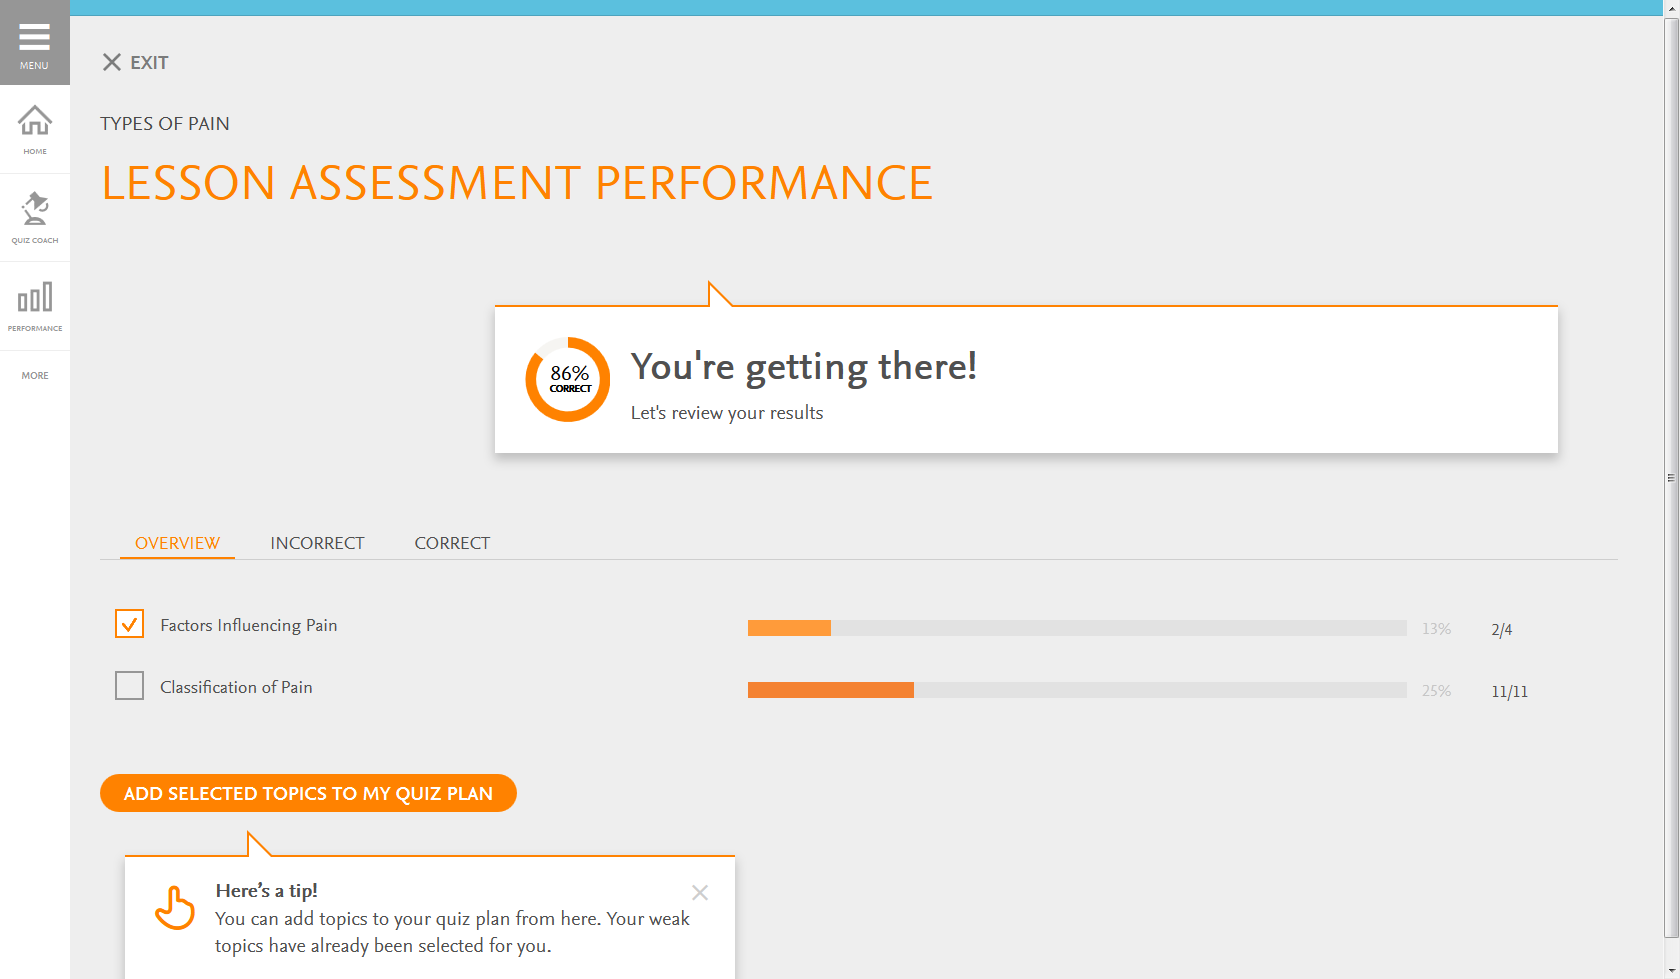 MENU
HOME
QUIZ COACH
PERFORMANCE
MORE
EXIT
TYPES OF PAIN
LESSON ASSESSMENT PERFORMANCE
86%
CORRECT
You're getting there!
Let's review your results
OVERVIEW INCORRECT CORRECT
Factors Influencing Pain 13% 2/4
Classification of Pain 25% 11/11
ADD SELECTED TOPICS TO MY QUIZ PLAN
Here’s a tip!
You can add topics to your quiz plan from here. Your weak
topics have already been selected for you.